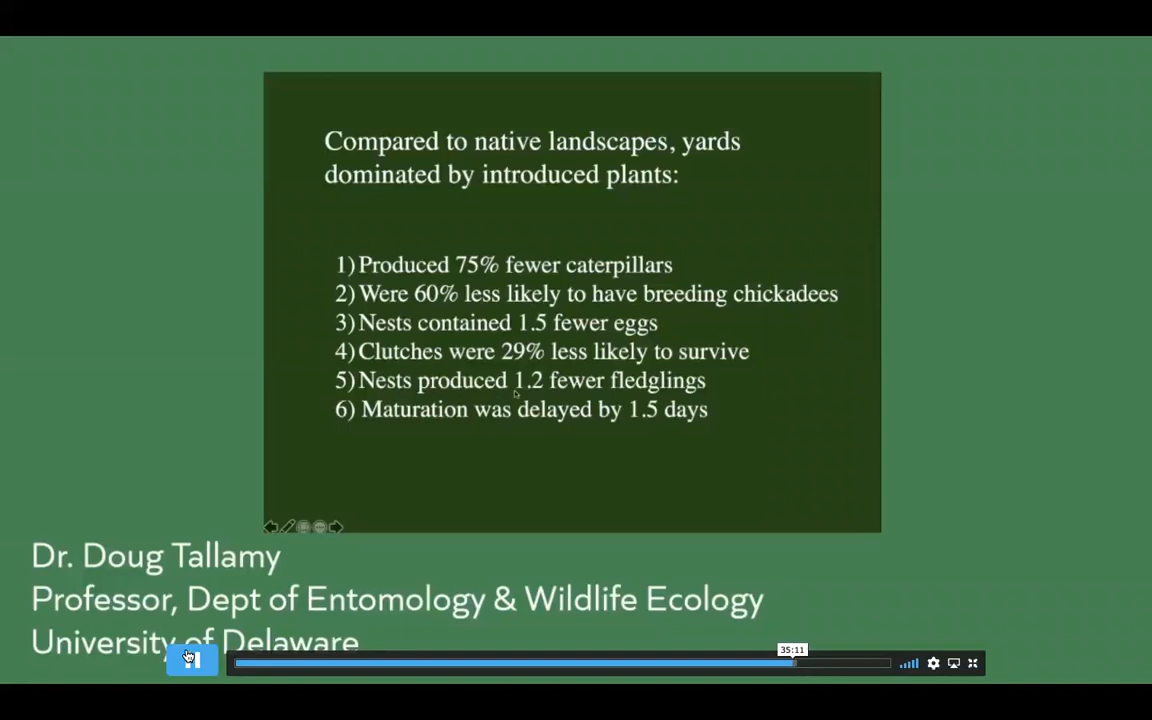 Compared to native landscapes, yards
dominated by introduced plants:
1) Produced 75% fewer caterpillars
2) Were 60% less likely to have breeding chickadees
3) Nests contained 1.5 fewer eggs
4) Clutches were 29% less likely to survive
5) Nests produced 1.2 fewer fledglings
6) Maturation was delayed by 1.5 days
Dr. Doug Tallamy
Professor, Dept of Entomology & Wildlife Ecology
University of Delaware
35:11